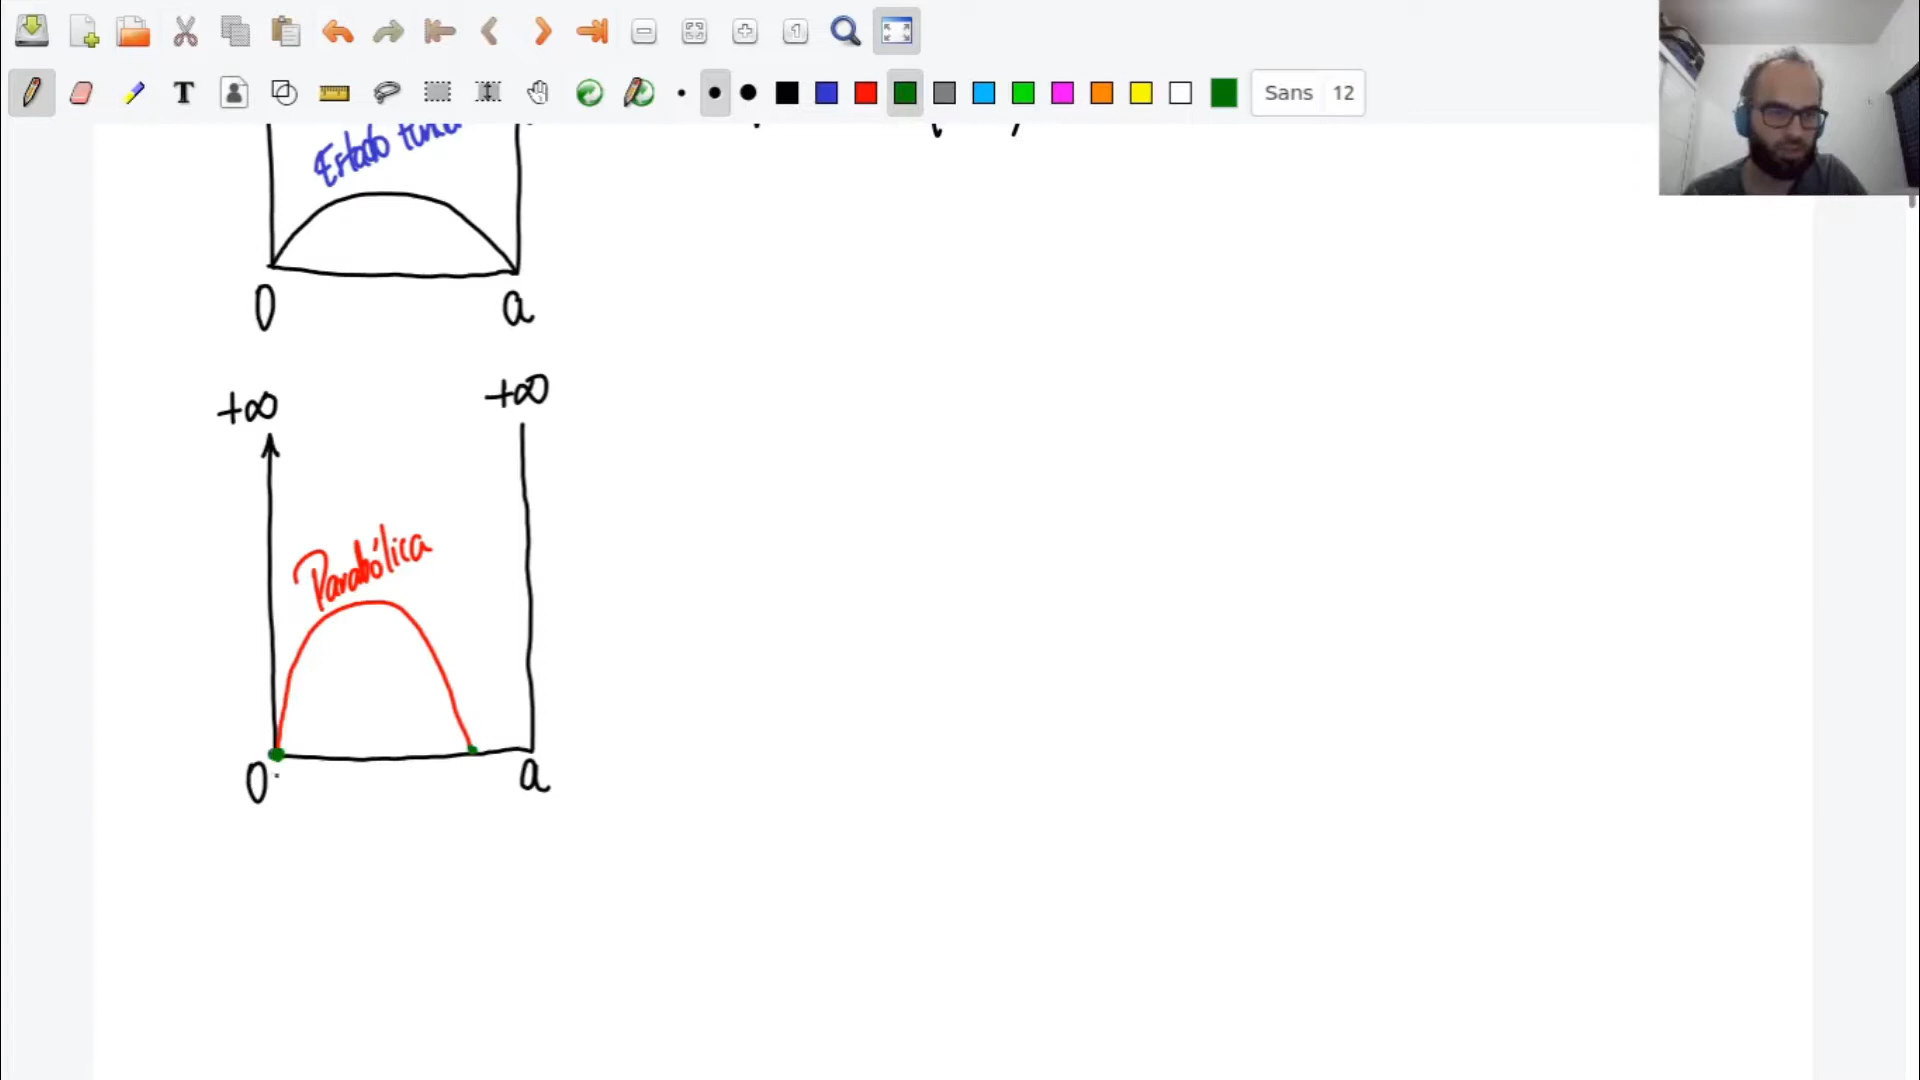 Sans 12
Estado
0 a
+∞ +∞
Parabólica
0 a